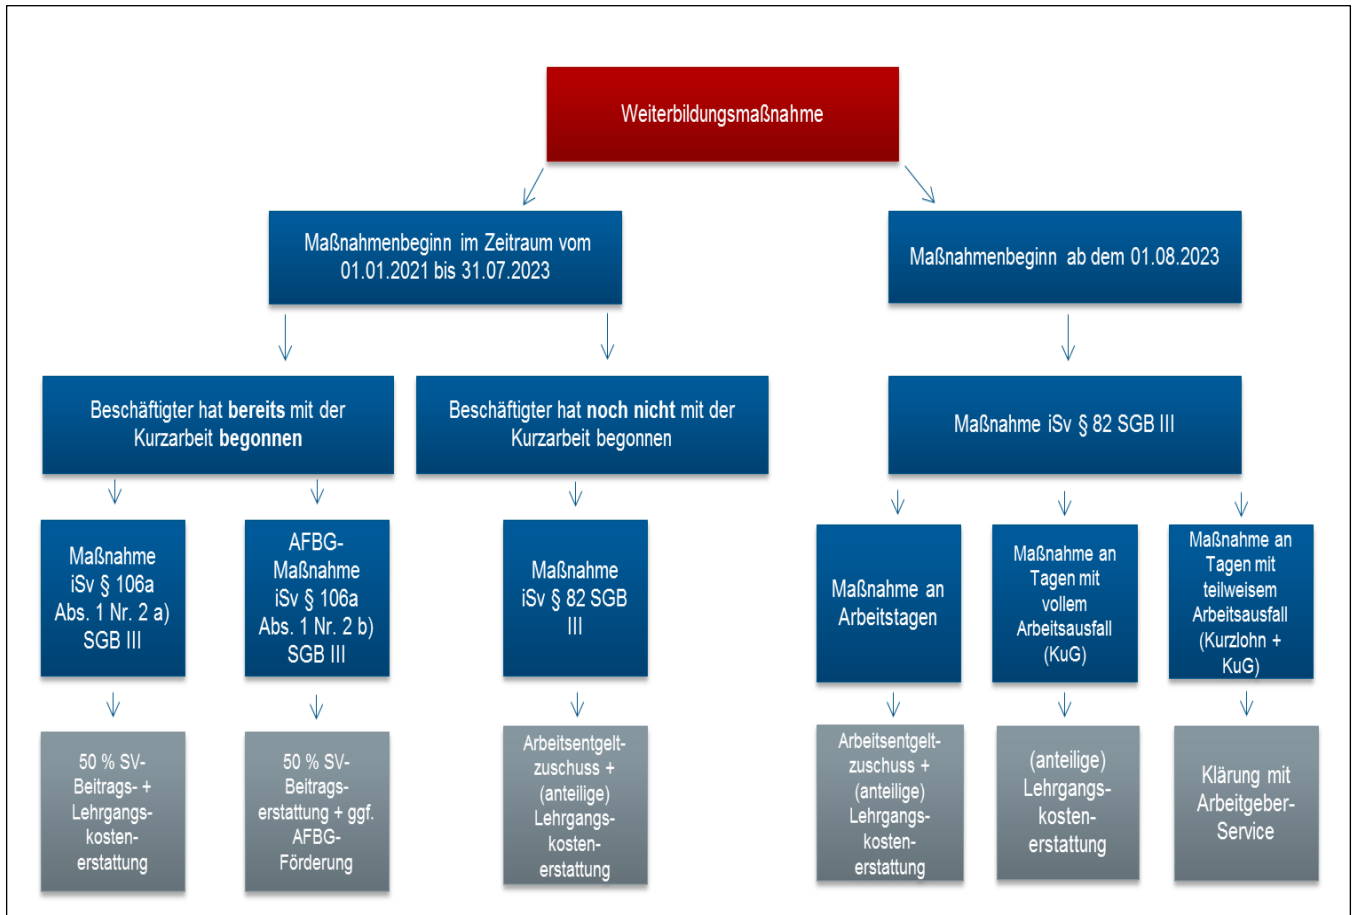 Weiterbildungsmaßnahme
Maßnahmenbeginn im Zeitraum vom
01.01.2021 bis 31.07.2023
Maßnahmenbeginn ab dem 01.08.2023
Beschäftigter hat bereits mit der
Kurzarbeit begonnen
Beschäftigter hat noch nicht mit der
Kurzarbeit begonnen
Maßnahme iSv § 82 SGB III
Maßnahme
iSv § 106a
Abs. 1 Nr. 2 a)
SGB III
AFBG-
Maßnahme
iSv § 106a
Abs. 1 Nr. 2 b)
SGB III
Maßnahme
iSv § 82 SGB
III
Maßnahme an
Arbeitstagen
Maßnahme an
Tagen mit
vollem
Arbeitsausfall
(KuG)
Maßnahme an
Tagen mit
teilweisem
Arbeitsausfall
(Kurzlohn +
KuG)
50 % SV-
Beitrags- +
Lehrgangs-
kosten-
erstattung
50 % SV-
Beitrags-
erstattung + ggf.
AFBG-
Förderung
Arbeitsentgelt-
zuschuss +
(anteilige)
Lehrgangs-
kosten-
erstattung
Arbeitsentgelt-
zuschuss +
(anteilige)
Lehrgangs-
kosten-
erstattung
(anteilige)
Lehrgangs-
kosten-
erstattung
Klärung mit
Arbeitgeber-
Service